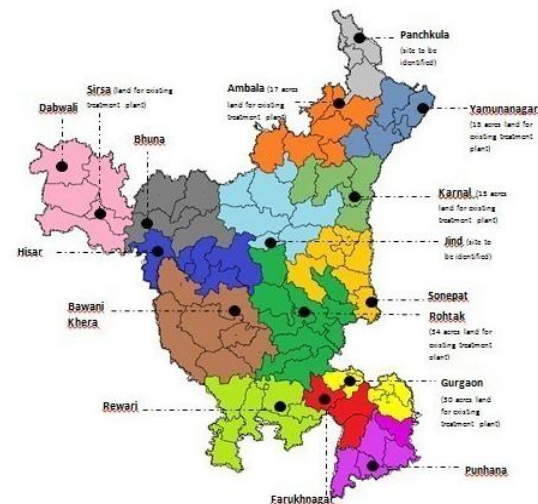 Panchkula
(site to be
identified)
Sirsa (land for existing
treatment plant)
Ambala (17 acres
land for existing
treatment plant)
Dabwali
Yamunanagar
(15 acres land for
existing treatment
plant)
Bhuna
Karnal (15 acres
land for existing
treatment plant)
Jind (site to
be identified)
Hisar
Sonepat
Bawani
Khera
Rohtak
(34 acres land for
existing treatment
plant)
Gurgaon
(30 acres land
for existing
treatment plant)
Rewari
Punhana
Farukhnagar